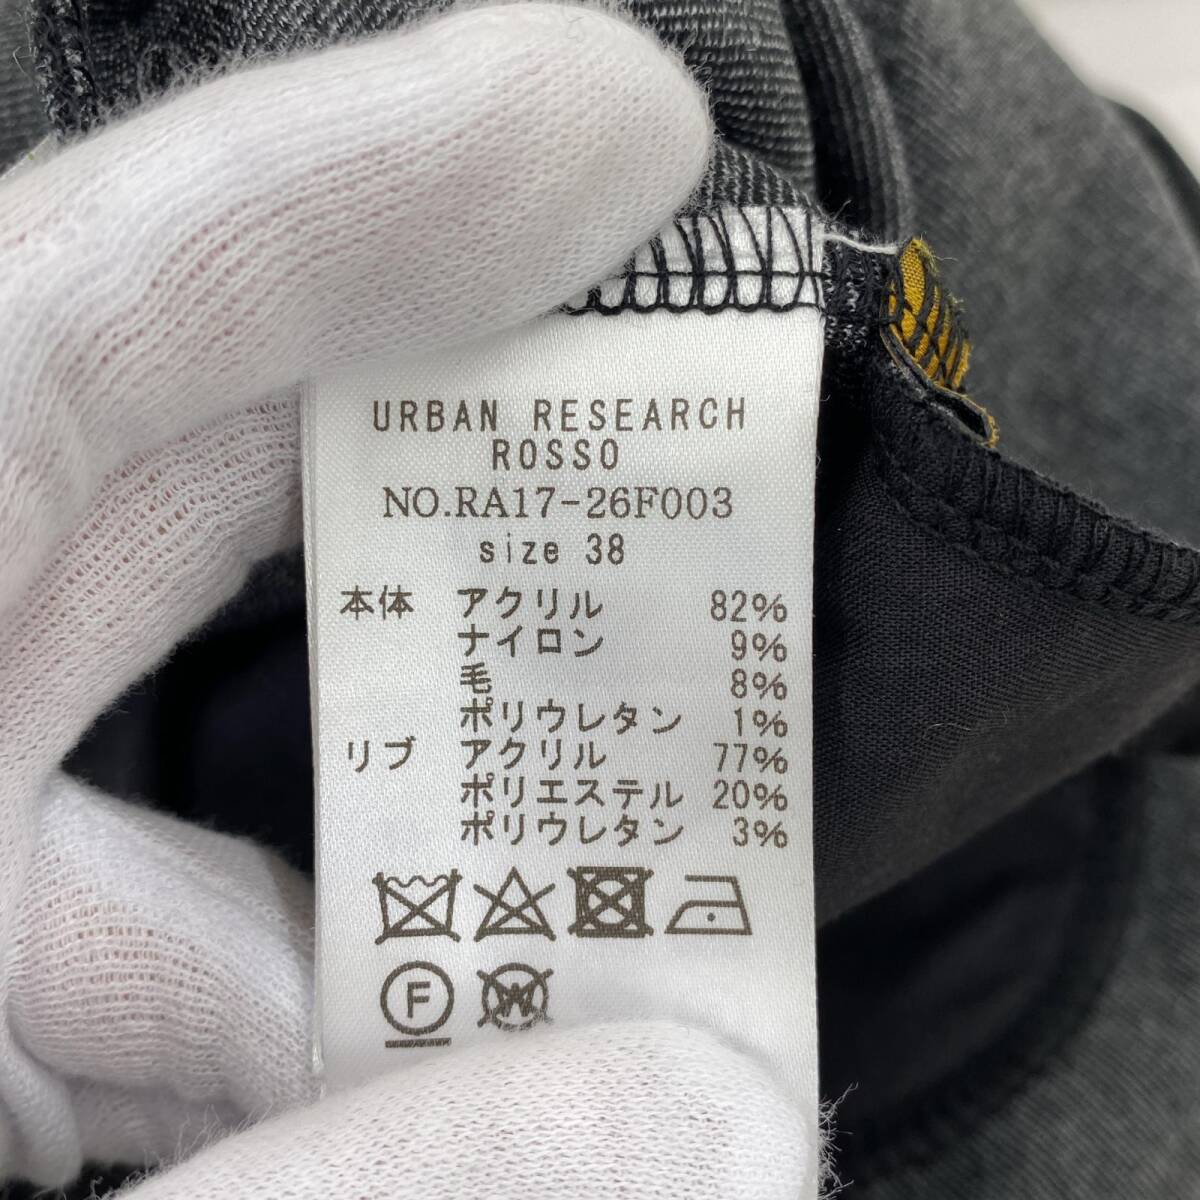 URBAN RESEARCH
ROSSO
NO.RA17-26F003
size 38
本体 アクリル 82%
ナイロン 9%
毛 8%
ポリウレタン 1%
リブ アクリル 77%
ポリエステル 20%
ポリウレタン 3%
F W